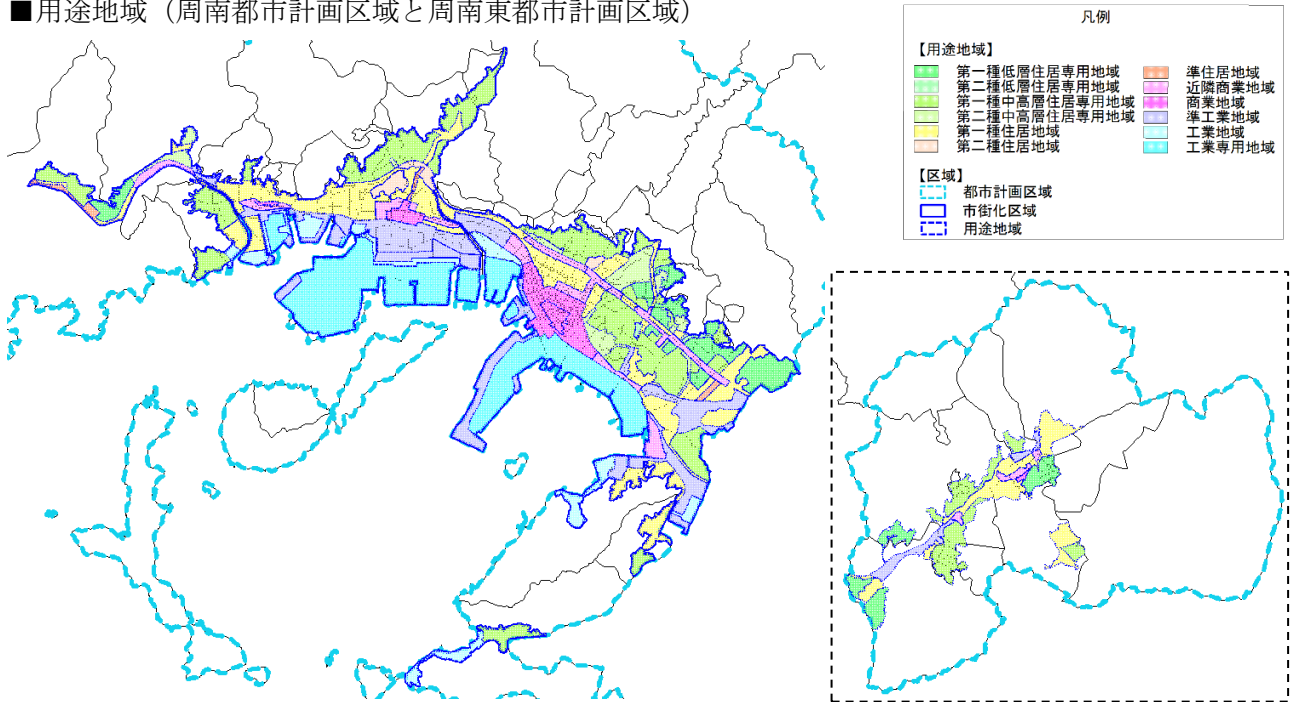 ■用途地域（周南都市計画区域と周南東都市計画区域）
凡例
【用途地域】
第一種低層住居専用地域
第二種低層住居専用地域
第一種中高層住居専用地域
第二種中高層住居専用地域
第一種住居地域
第二種住居地域
準住居地域
近隣商業地域
商業地域
準工業地域
工業地域
工業専用地域
【区域】
都市計画区域
市街化区域
用途地域